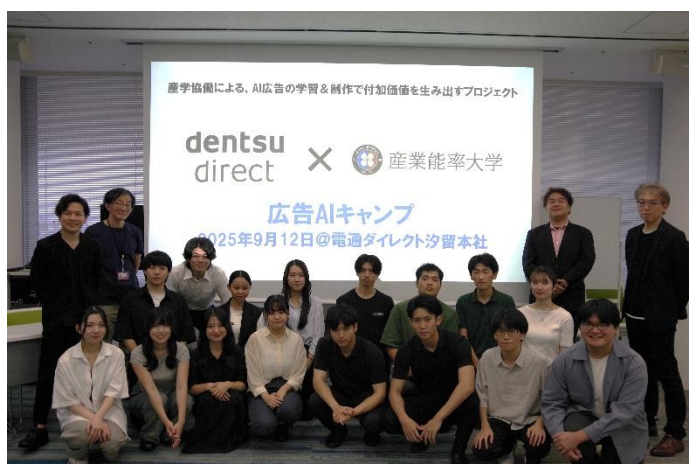 産学協働による、AI広告の学習＆制作で付加価値を生み出すプロジェクト
dentsu
direct
×
産業能率大学
広告AIキャンプ
2025年9月12日@電通ダイレクト汐留本社